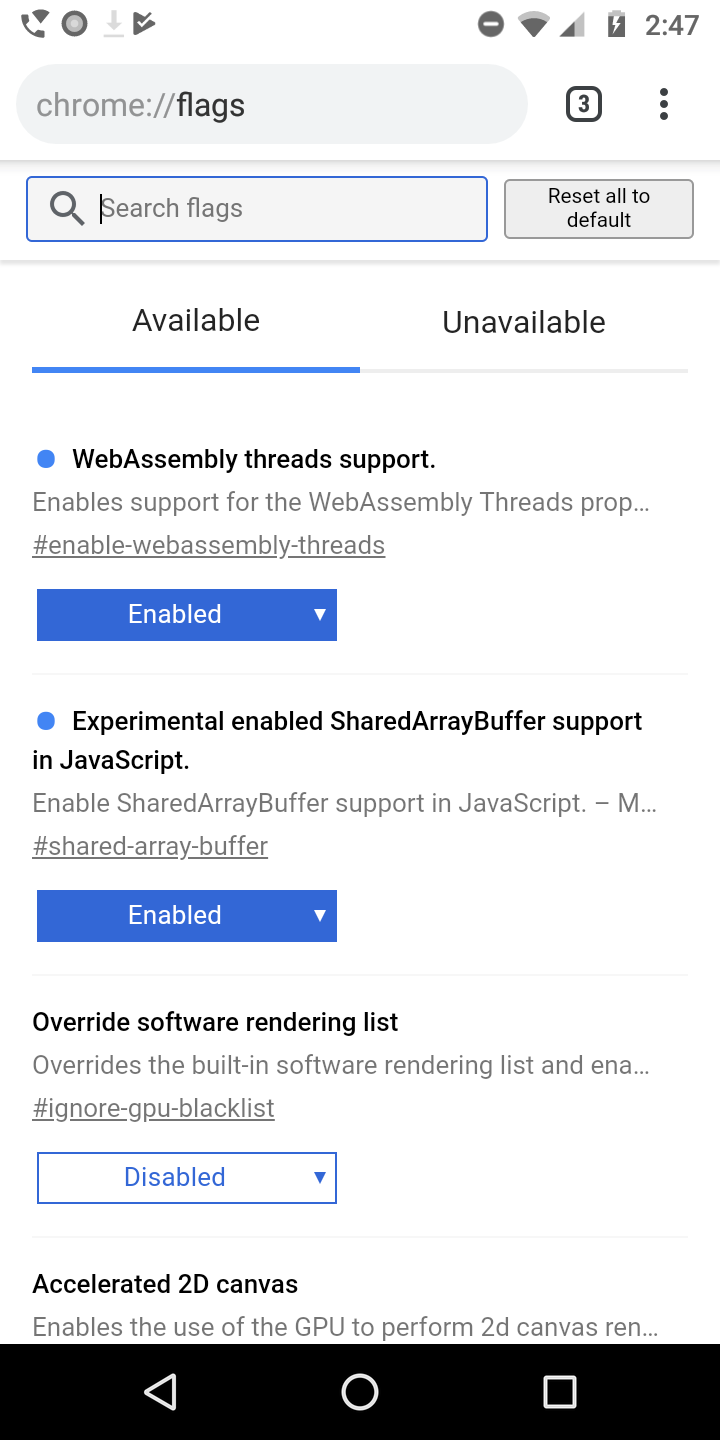 2:47
chrome://flags
3
Search flags
Reset all to
default
Available
Unavailable
WebAssembly threads support.
Enables support for the WebAssembly Threads prop…
#enable-webassembly-threads
Enabled
Experimental enabled SharedArrayBuffer support
in JavaScript.
Enable SharedArrayBuffer support in JavaScript. – M…
#shared-array-buffer
Enabled
Override software rendering list
Overrides the built-in software rendering list and ena…
#ignore-gpu-blacklist
Disabled
Accelerated 2D canvas
Enables the use of the GPU to perform 2d canvas ren…